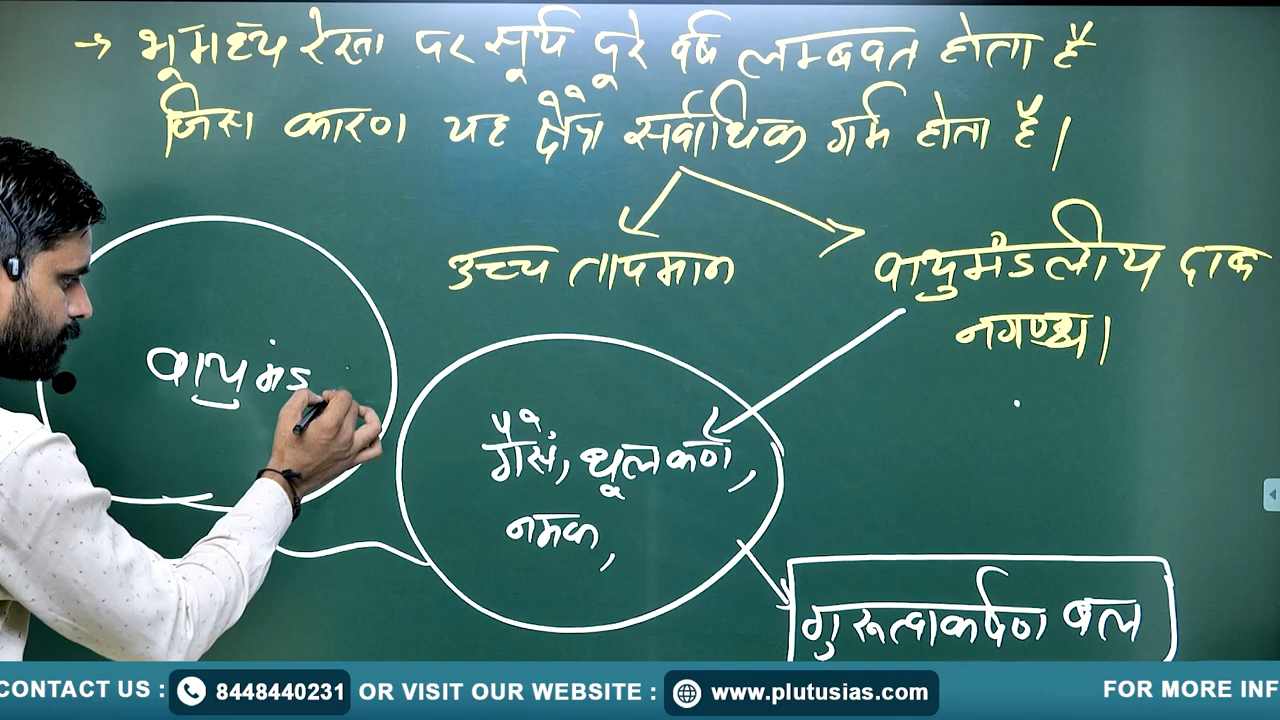 → भूमध्य रेखा पर सूर्य पूरे वर्ष लम्बवत होता है
जिस कारण यह क्षेत्र सर्वाधिक गर्म होता है।
उच्च तापमान
वायुमंडलीय दाब
नगण्य।
वायुमंड
गैसें, धूलकण,
नमक,
गुरुत्वाकर्षण बल
CONTACT US : 8448440231 OR VISIT OUR WEBSITE : www.plutusias.com FOR MORE INF